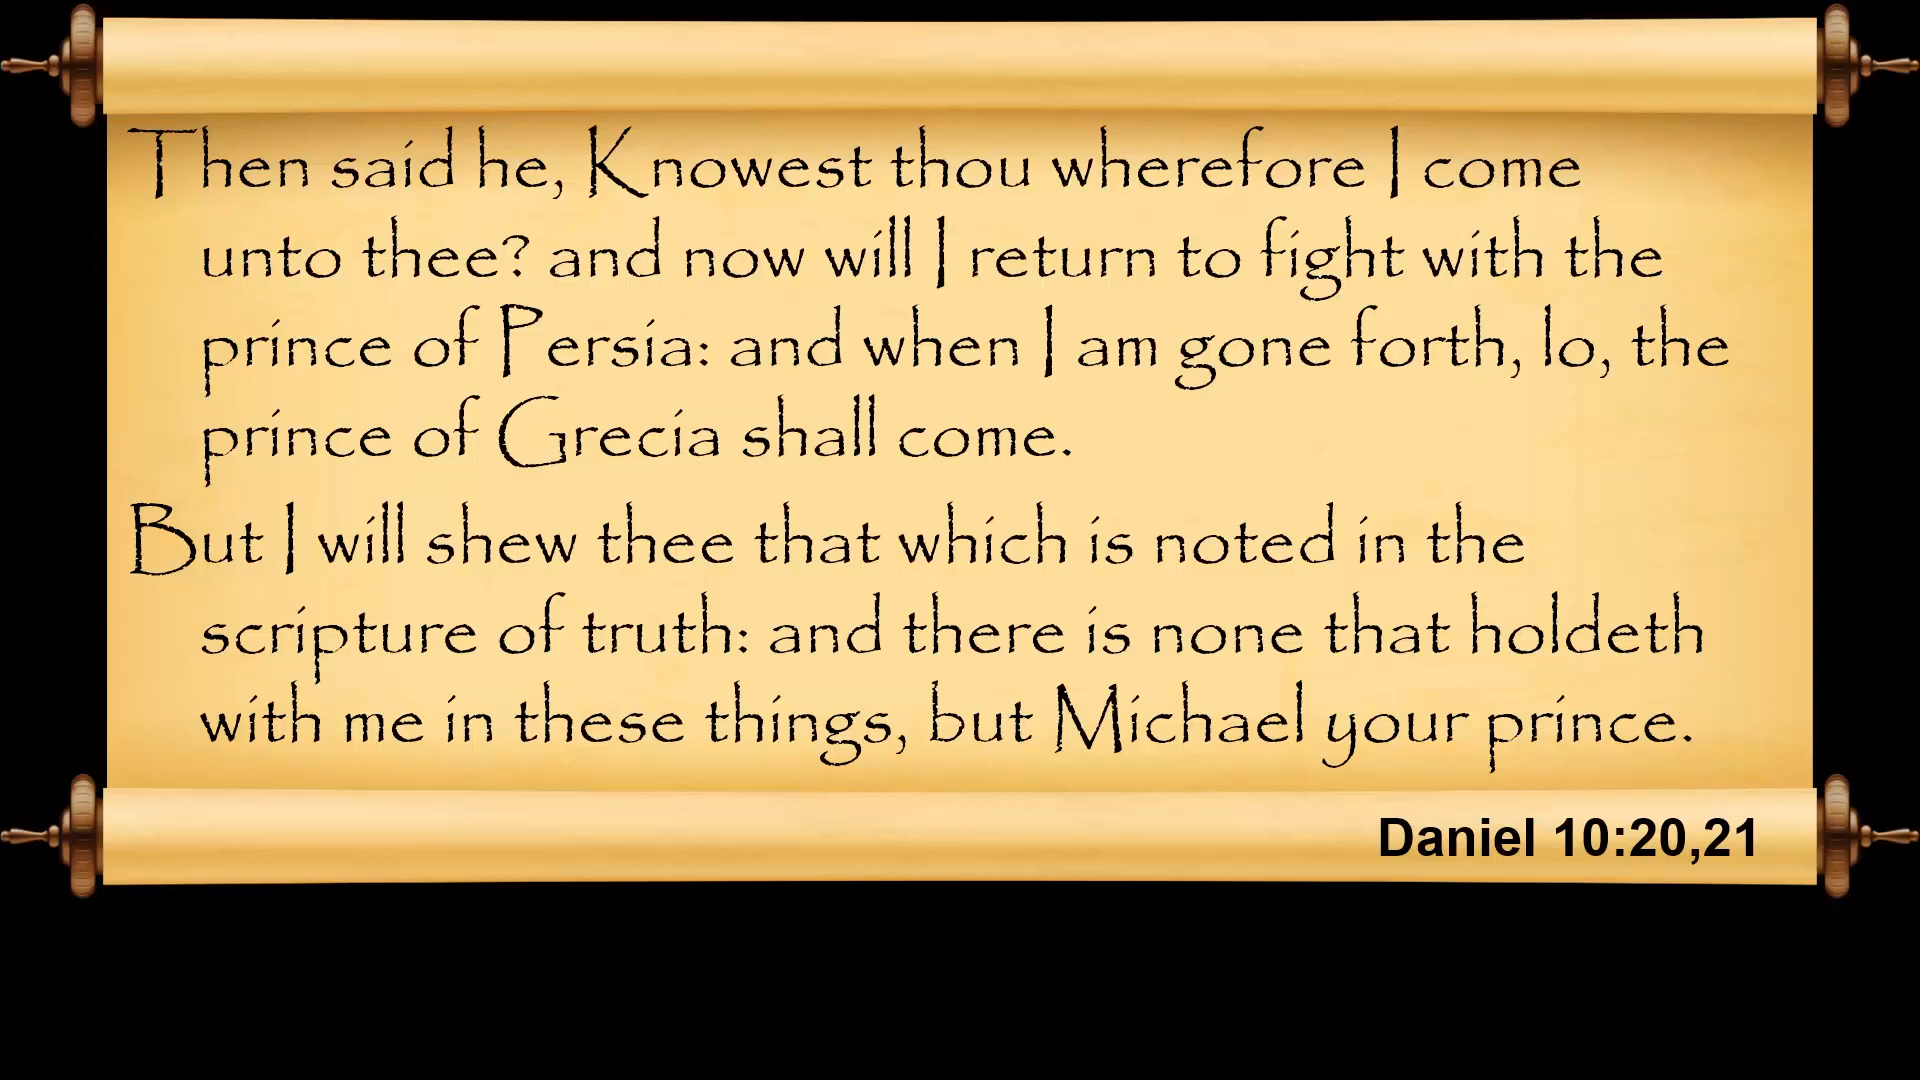 Then said he, Knowest thou wherefore I come
unto thee? and now will I return to fight with the
prince of Persia: and when I am gone forth, lo, the
prince of Grecia shall come.
But I will shew thee that which is noted in the
scripture of truth: and there is none that holdeth
with me in these things, but Michael your prince.
Daniel 10:20,21